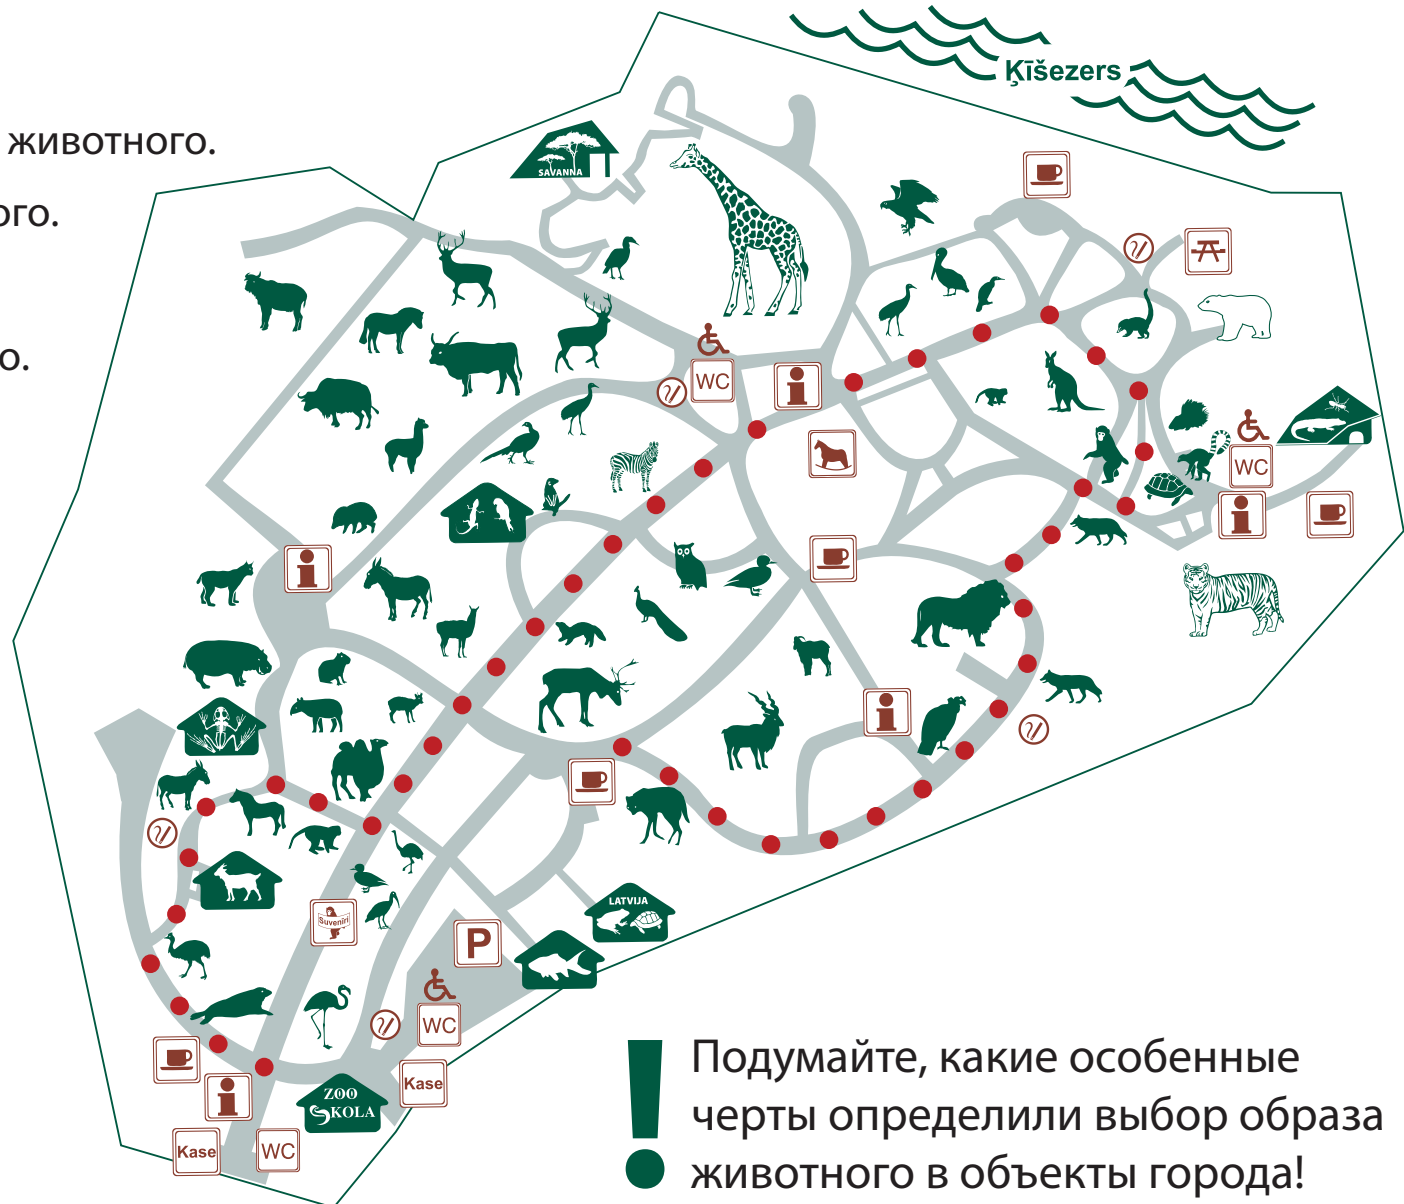 Ķīšezers
животного.
SAVANNA
ого.
о.
WC
WC
LATVIJA
Suvenīri
P
WC
Kase
ZOO
SKOLA
Kase
WC
Подумайте, какие особенные
черты определили выбор образа
животного в объекты города!